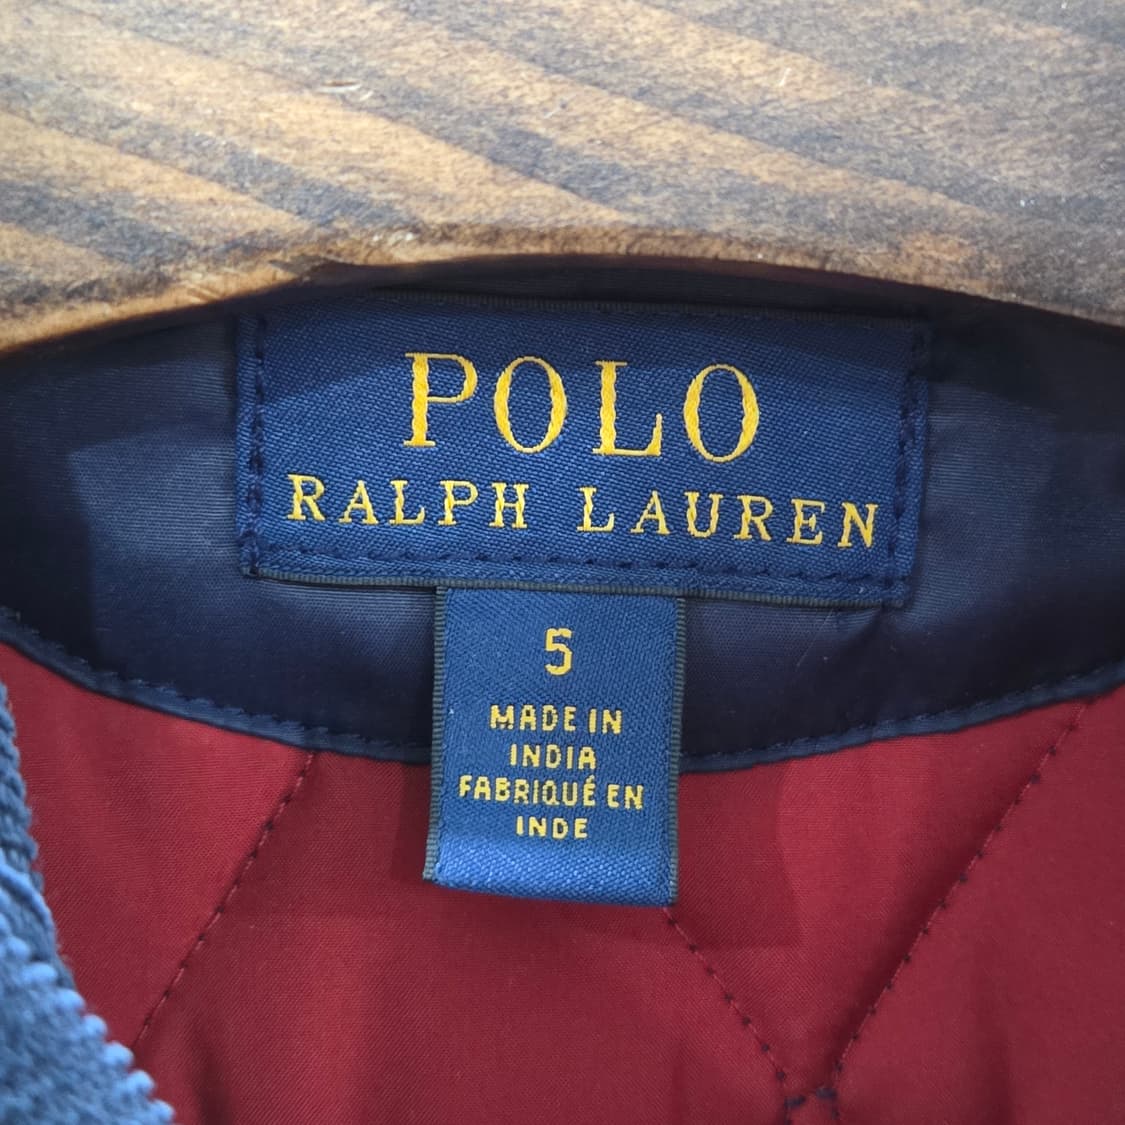 POLO
RALPH LAUREN
5
MADE IN
INDIA
FABRIQUÉ EN
INDE